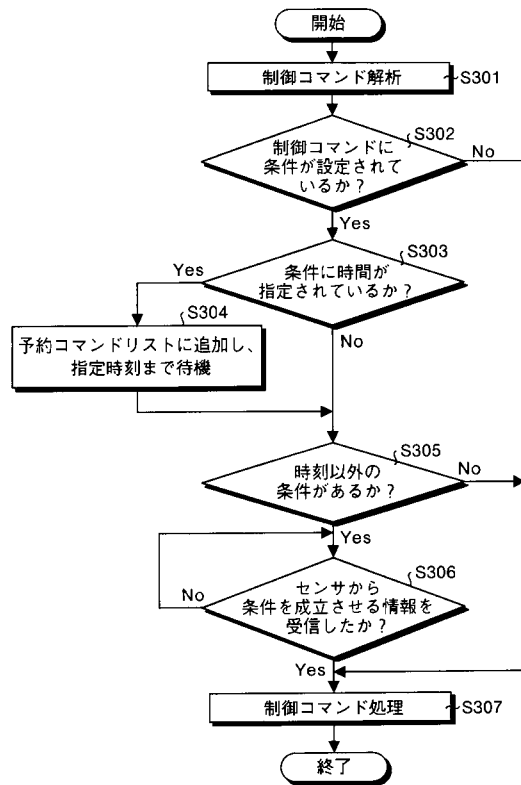 開始
制御コマンド解析
S301
S302
制御コマンドに
条件が設定されて
いるか？
No
Yes
S303
条件に時間が
指定されているか？
Yes
No
S304
予約コマンドリストに追加し、
指定時刻まで待機
S305
時刻以外の
条件があるか？
No
Yes
S306
センサから
条件を成立させる情報を
受信したか？
No
Yes
制御コマンド処理
S307
終了